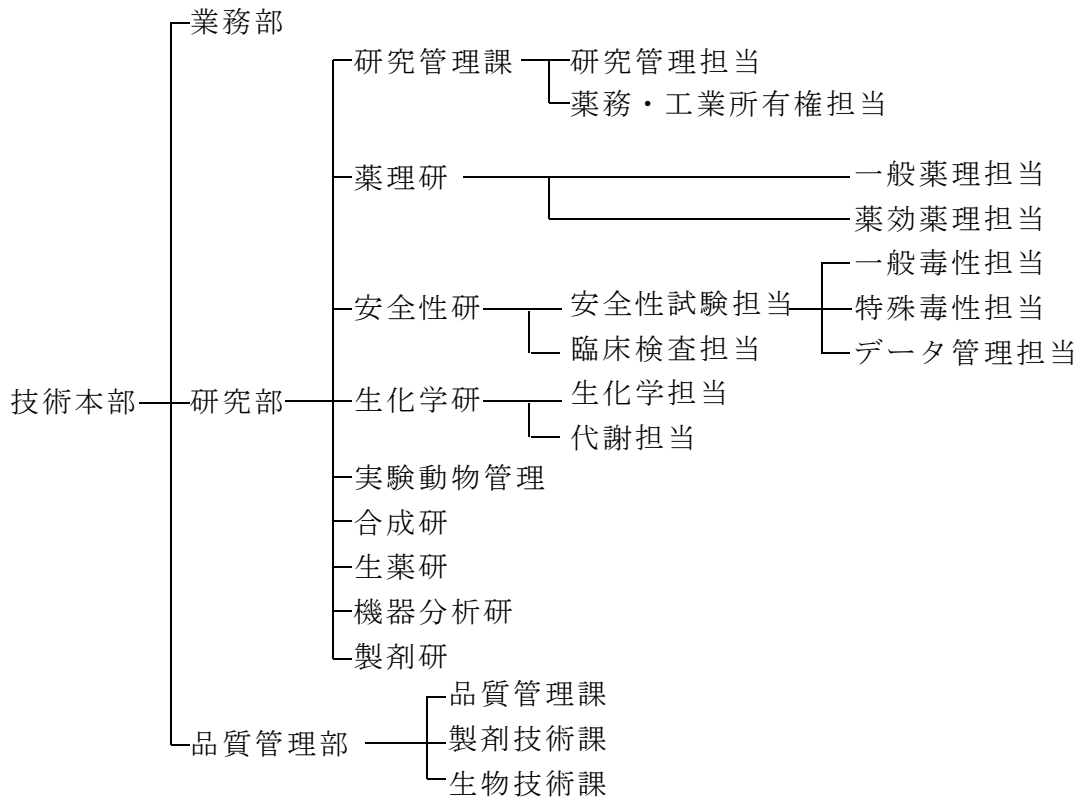 業務部
研究管理課
研究管理担当
薬務・工業所有権担当
薬理研
一般薬理担当
薬効薬理担当
安全性研
安全性試験担当
一般毒性担当
特殊毒性担当
データ管理担当
臨床検査担当
技術本部
研究部
生化学研
生化学担当
代謝担当
実験動物管理
合成研
生薬研
機器分析研
製剤研
品質管理部
品質管理課
製剤技術課
生物技術課